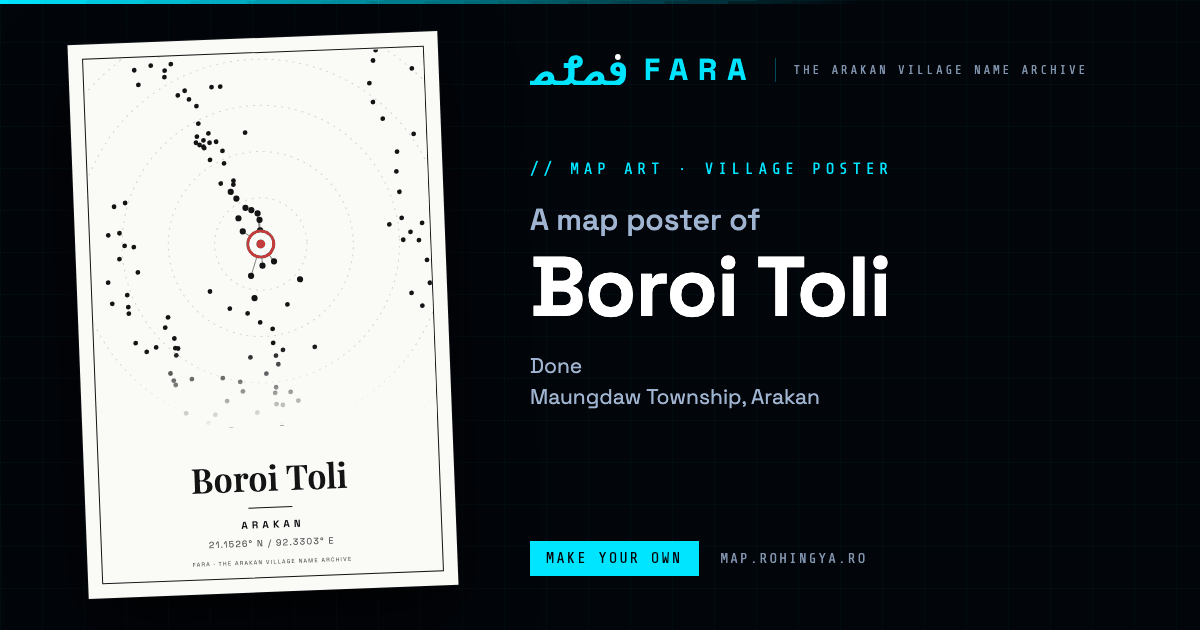 Boroi Toli
ARAKAN
21.1526° N / 92.3303° E
FARA · THE ARAKAN VILLAGE NAME ARCHIVE
FARA
THE ARAKAN VILLAGE NAME ARCHIVE
// MAP ART · VILLAGE POSTER
A map poster of
Boroi Toli
Done
Maungdaw Township, Arakan
MAKE YOUR OWN
MAP.ROHINGYA.RO